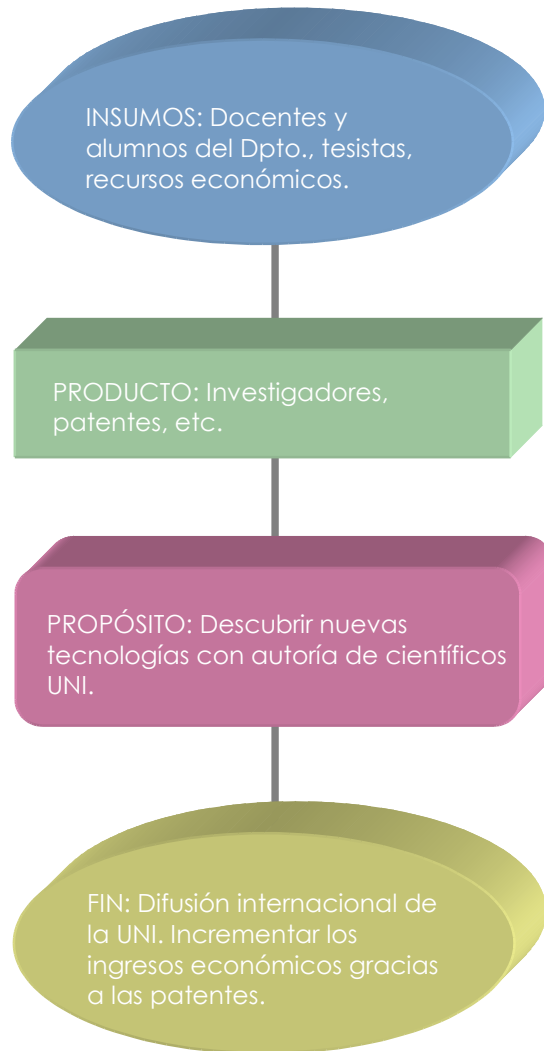 INSUMOS: Docentes y
alumnos del Dpto., tesistas,
recursos económicos.
PRODUCTO: Investigadores,
patentes, etc.
PROPÓSITO: Descubrir nuevas
tecnologías con autoría de científicos
UNI.
FIN: Difusión internacional de
la UNI. Incrementar los
ingresos económicos gracias
a las patentes.